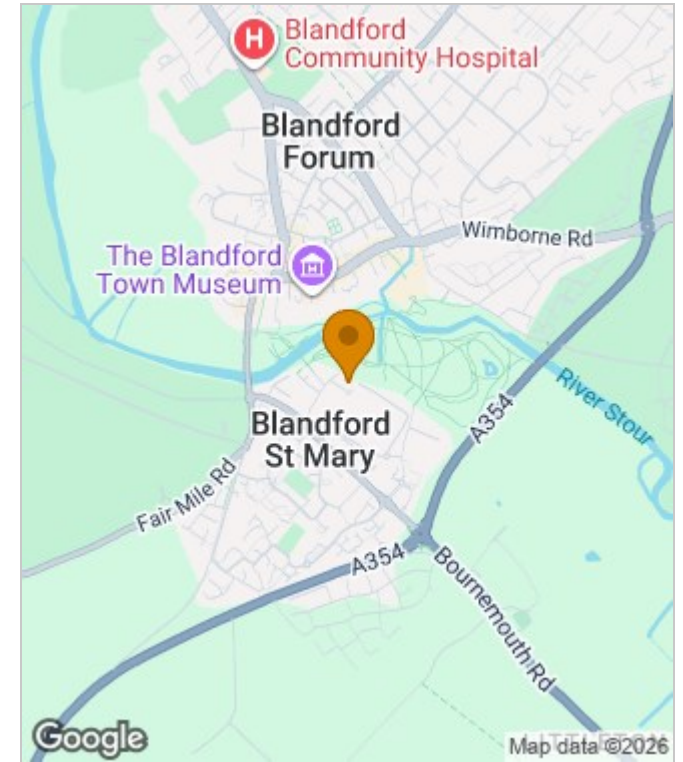 H
Blandford
Community Hospital
Blandford
Forum
Wimborne Rd
The Blandford
Town Museum
River Stour
A354
Blandford
St Mary
Fair Mile Rd
A354
Bournemouth Rd
Google
Map data ©2026